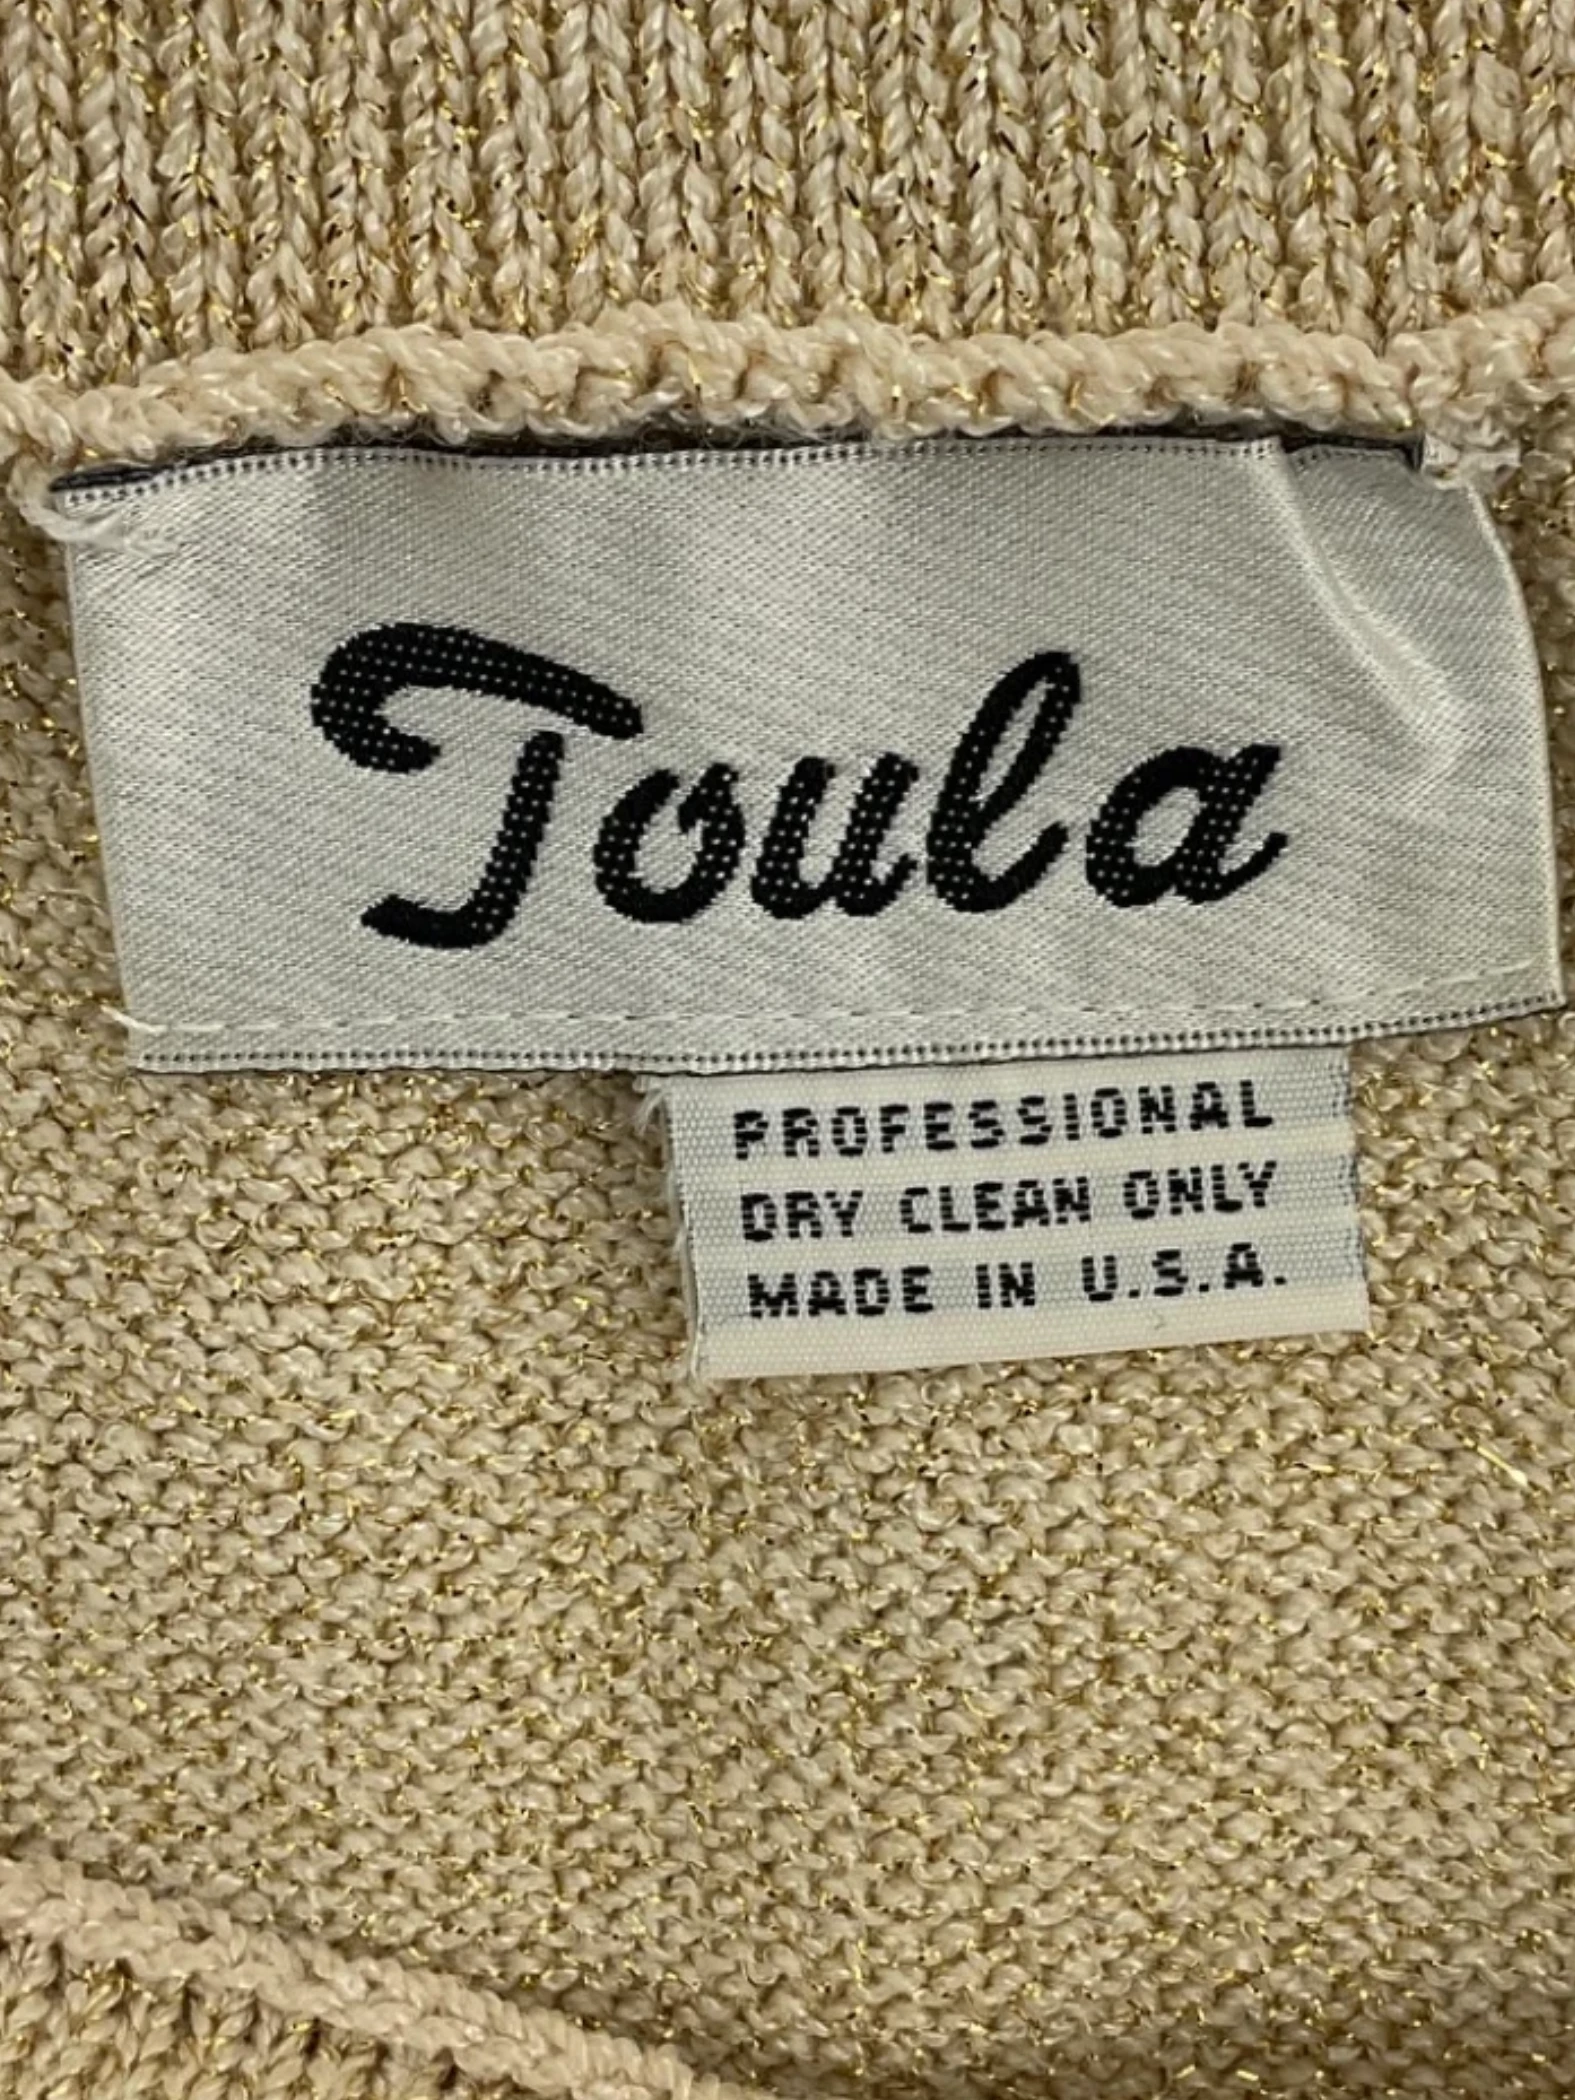 Toula
PROFESSIONAL
DRY CLEAN ONLY
MADE IN U.S.A.